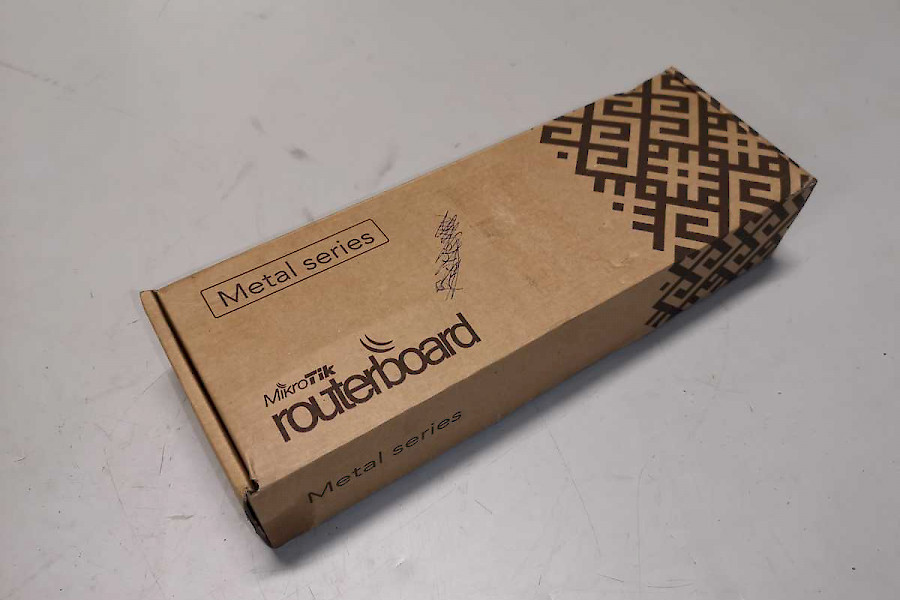 Metal series
MikroTik
routerboard
Metal series